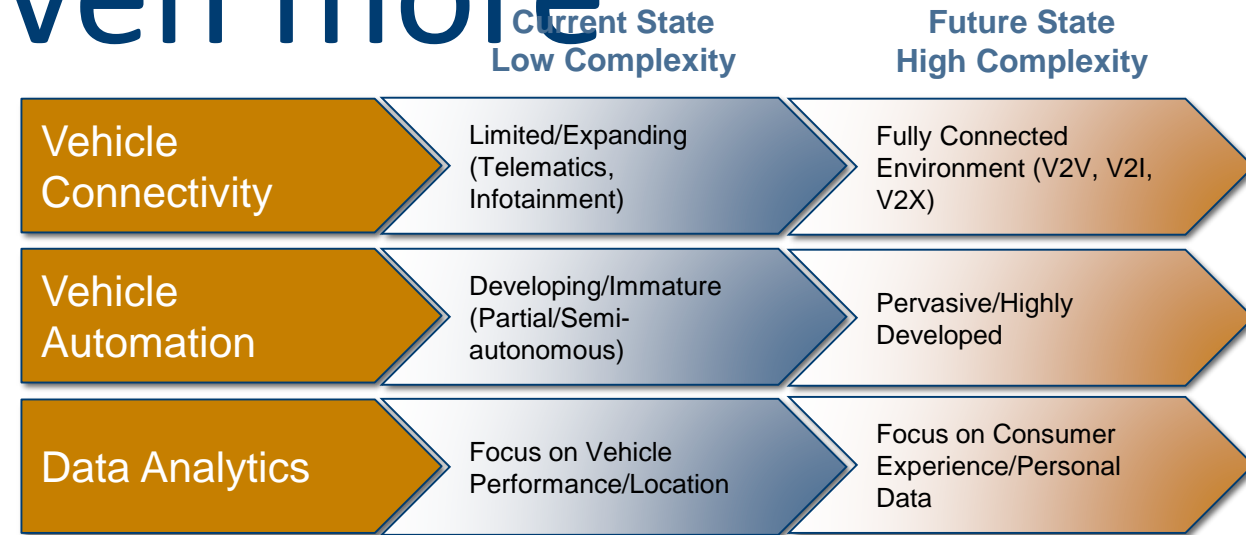 ven more
Current State
Low Complexity
Future State
High Complexity
Vehicle
Connectivity
Limited/Expanding
(Telematics,
Infotainment)
Fully Connected
Environment (V2V, V2I,
V2X)
Vehicle
Automation
Developing/Immature
(Partial/Semi-
autonomous)
Pervasive/Highly
Developed
Data Analytics
Focus on Vehicle
Performance/Location
Focus on Consumer
Experience/Personal
Data